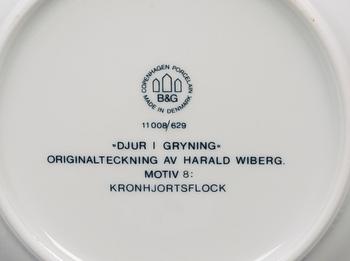 COPENHAGEN PORCELAIN
B&G
MADE IN DENMARK
11008/629
"DJUR I GRYNING"
ORIGINALTECKNING AV HARALD WIBERG.
MOTIV 8:
KRONHJORTSFLOCK